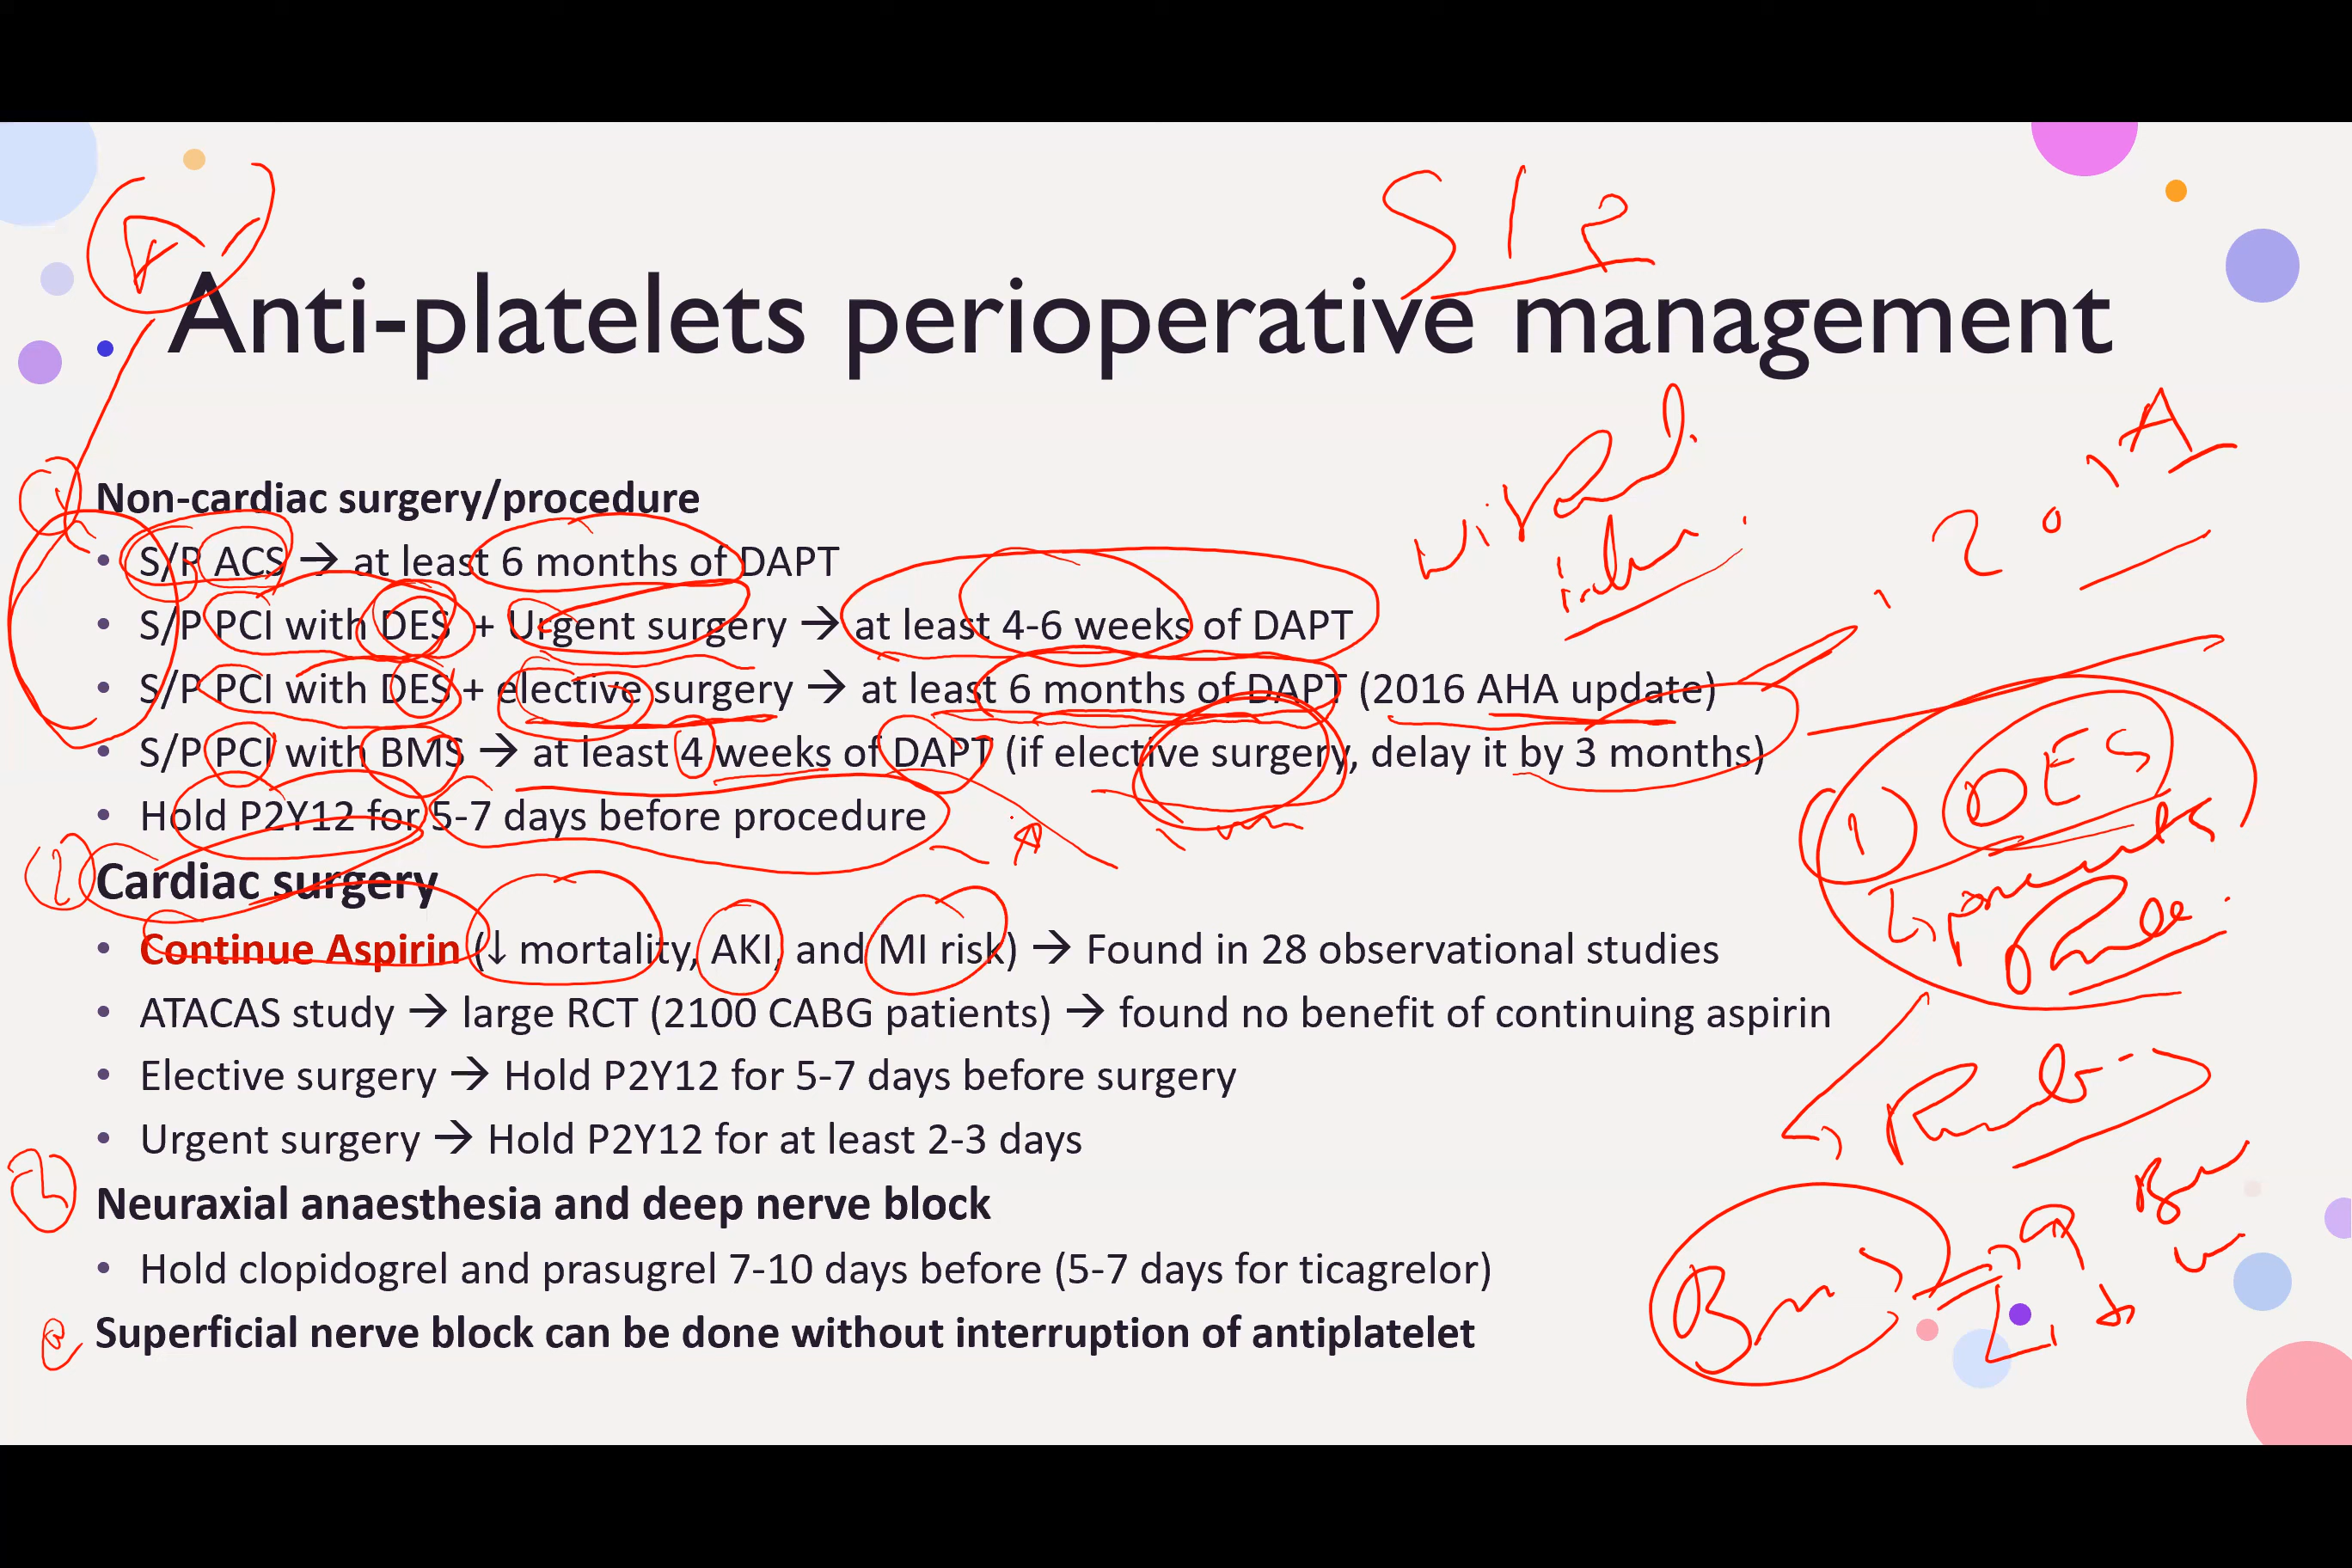 S/P
Anti-platelets perioperative management
Non-cardiac surgery/procedure
• S/P ACS → at least 6 months of DAPT
• S/P PCI with DES + Urgent surgery → at least 4-6 weeks of DAPT
• S/P PCI with DES + elective surgery → at least 6 months of DAPT (2016 AHA update)
• S/P PCI with BMS → at least 4 weeks of DAPT (if elective surgery, delay it by 3 months)
• Hold P2Y12 for 5-7 days before procedure
1) DES
Cardiac surgery
• Continue Aspirin (↓ mortality, AKI, and MI risk) → Found in 28 observational studies
• ATACAS study → large RCT (2100 CABG patients) → found no benefit of continuing aspirin
• Elective surgery → Hold P2Y12 for 5-7 days before surgery
• Urgent surgery → Hold P2Y12 for at least 2-3 days
Neuraxial anaesthesia and deep nerve block
• Hold clopidogrel and prasugrel 7-10 days before (5-7 days for ticagrelor)
Superficial nerve block can be done without interruption of antiplatelet